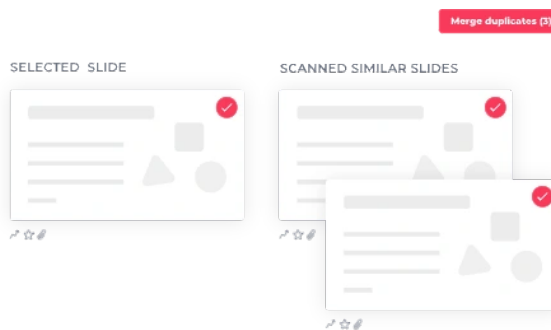 Merge duplicates (3)
SELECTED SLIDE
SCANNED SIMILAR SLIDES